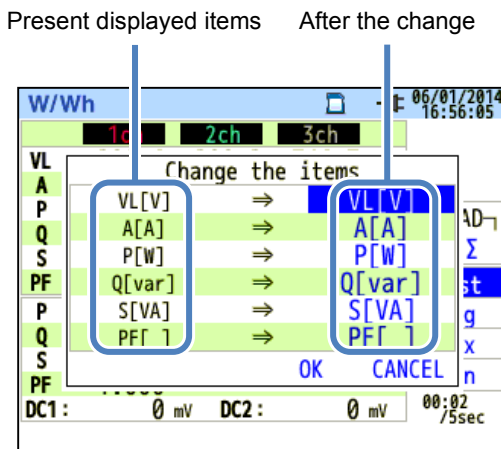 Present displayed items After the change
W/Wh 06/01/2014
16:56:05
1ch 2ch 3ch
VL Change the items
A VL[V] ⇒ VL[V]
P A[A] ⇒ A[A]
Q P[W] ⇒ P[W] Σ
S Q[var] ⇒ Q[var]
PF S[VA] ⇒ S[VA]
P PF[ ] ⇒ PF[ ]
Q
S OK CANCEL
PF
DC1: 0 mV DC2: 0 mV 00:02
/5sec